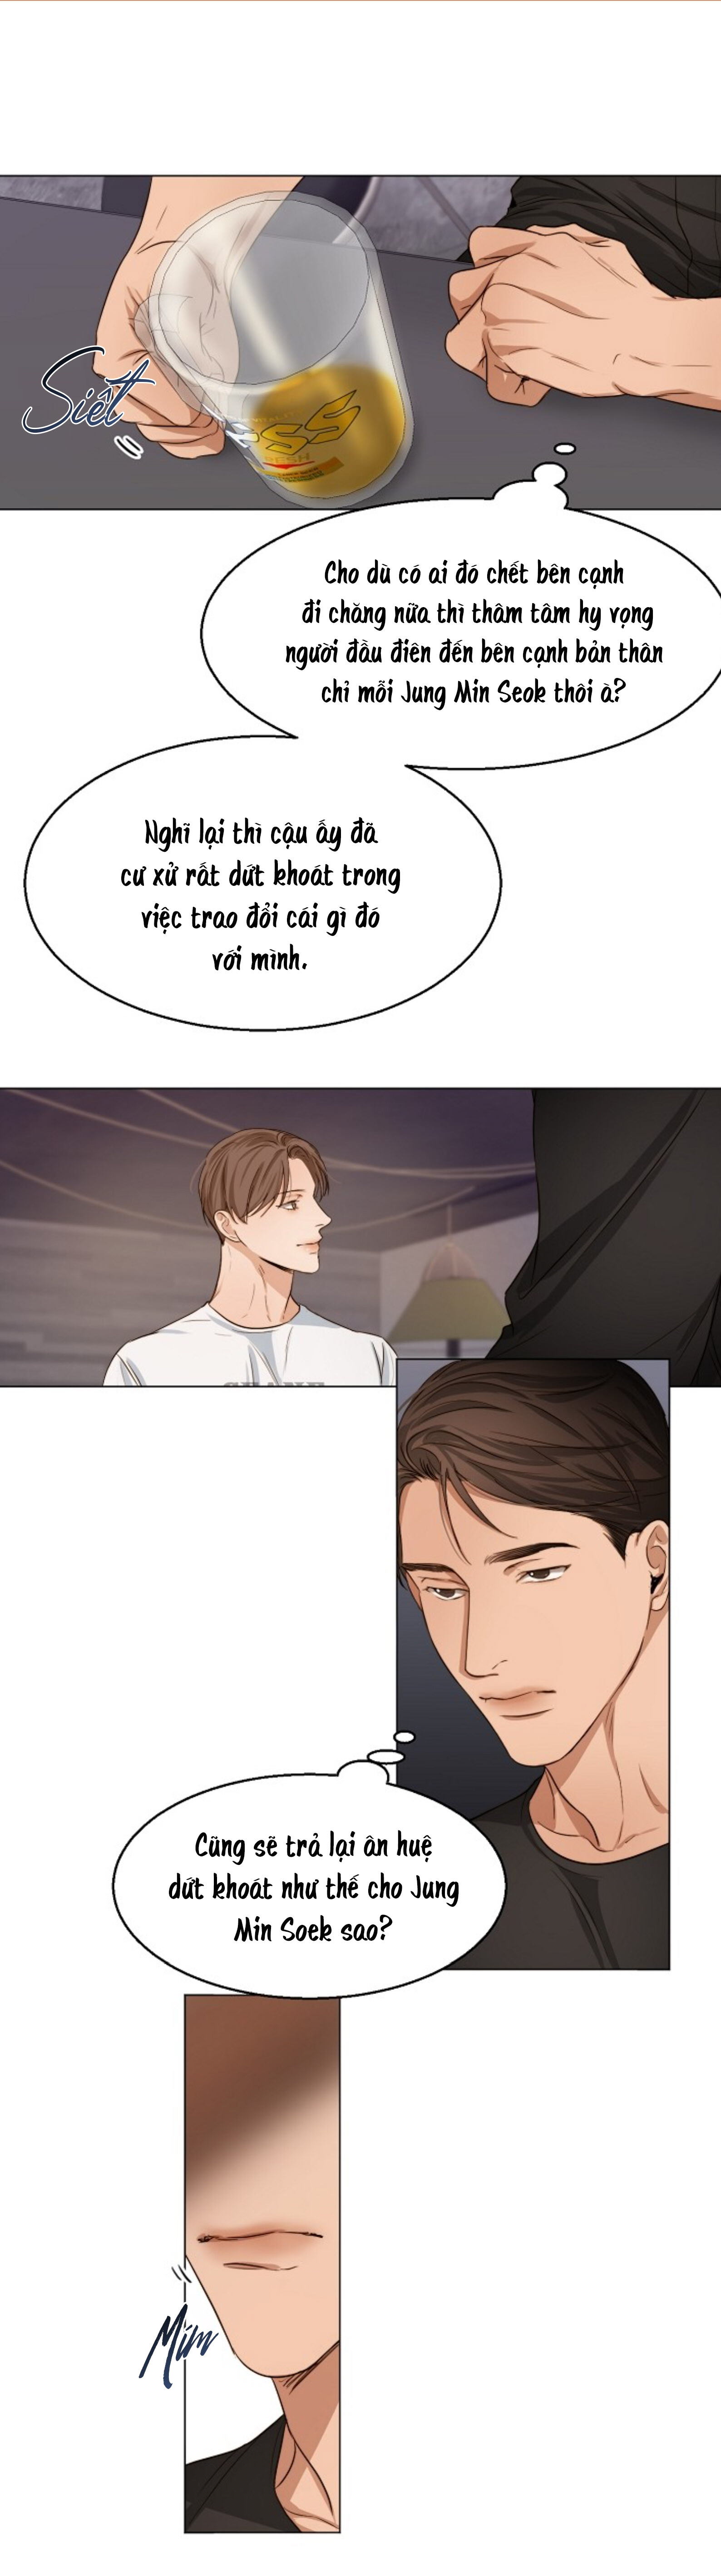 Siết
FSS
FRESH
Cho dù có ai đó chết bên cạnh
đi chăng nữa thì thâm tâm hy vọng
người đầu điên đến bên cạnh bản thân
chỉ mỗi Jung Min Seok thôi à?
Nghĩ lại thì cậu ấy đã
cư xử rất dứt khoát trong
việc trao đổi cái gì đó
với mình.
Cũng sẽ trả lại ân huệ
dứt khoát như thế cho Jung
Min Soek sao?
Mím